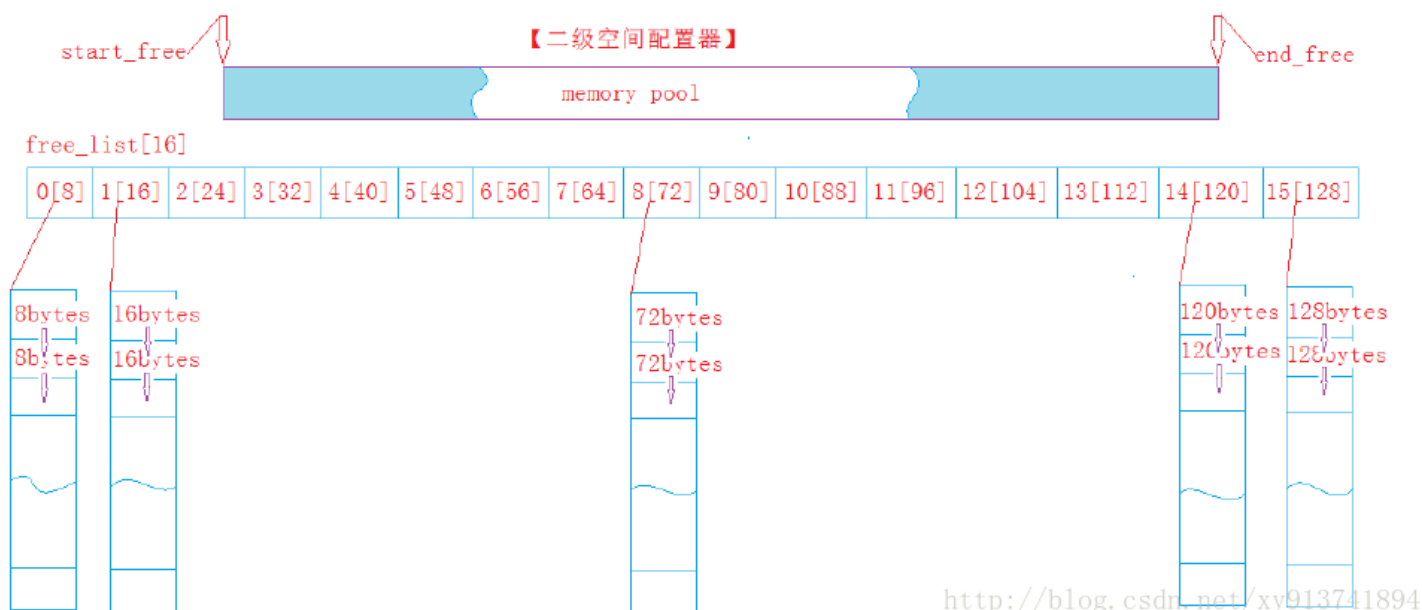 start_free
【二级空间配置器】
end_free
memory pool
free_list[16]
0[8] 1[16] 2[24] 3[32] 4[40] 5[48] 6[56] 7[64] 8[72] 9[80] 10[88] 11[96] 12[104] 13[112] 14[120] 15[128]
8bytes 16bytes 72bytes 120bytes 128bytes
8bytes 16bytes 72bytes 120bytes 128bytes
http://blog.csdn.net/xy913741894